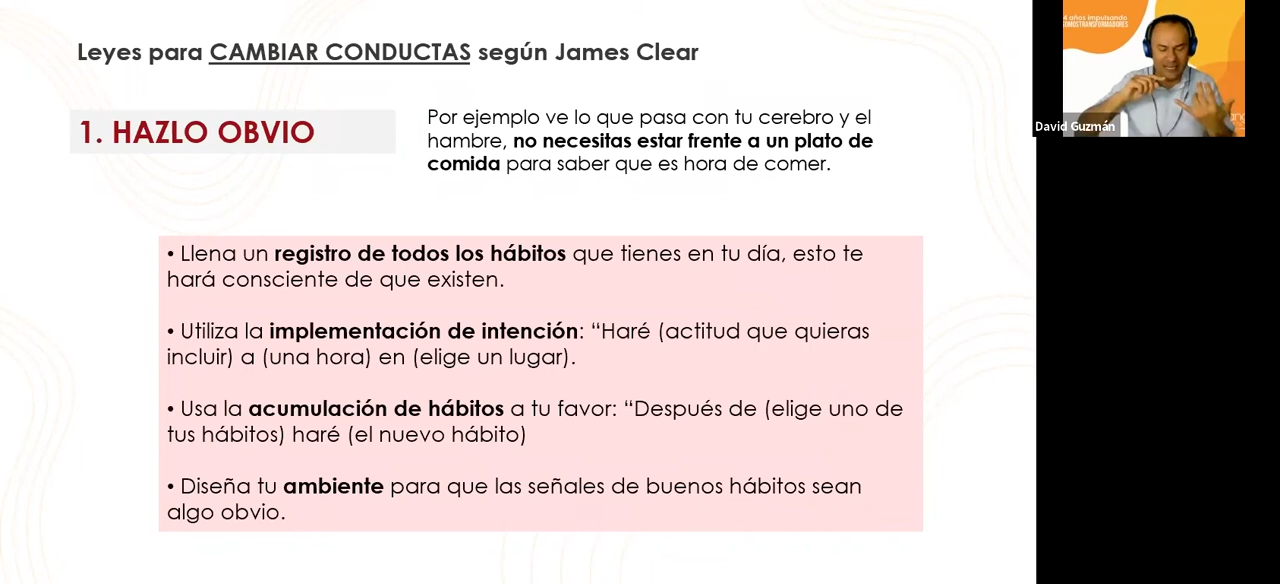 Leyes para CAMBIAR CONDUCTAS según James Clear
1. HAZLO OBVIO
Por ejemplo ve lo que pasa con tu cerebro y el
hambre, no necesitas estar frente a un plato de
comida para saber que es hora de comer.
• Llena un registro de todos los hábitos que tienes en tu día, esto te
hará consciente de que existen.
• Utiliza la implementación de intención: “Haré (actitud que quieras
incluir) a (una hora) en (elige un lugar).
• Usa la acumulación de hábitos a tu favor: “Después de (elige uno de
tus hábitos) haré (el nuevo hábito)
• Diseña tu ambiente para que las señales de buenos hábitos sean
algo obvio.
4 años impulsando
SOMOSTRANSFORMADORES
David Guzmán